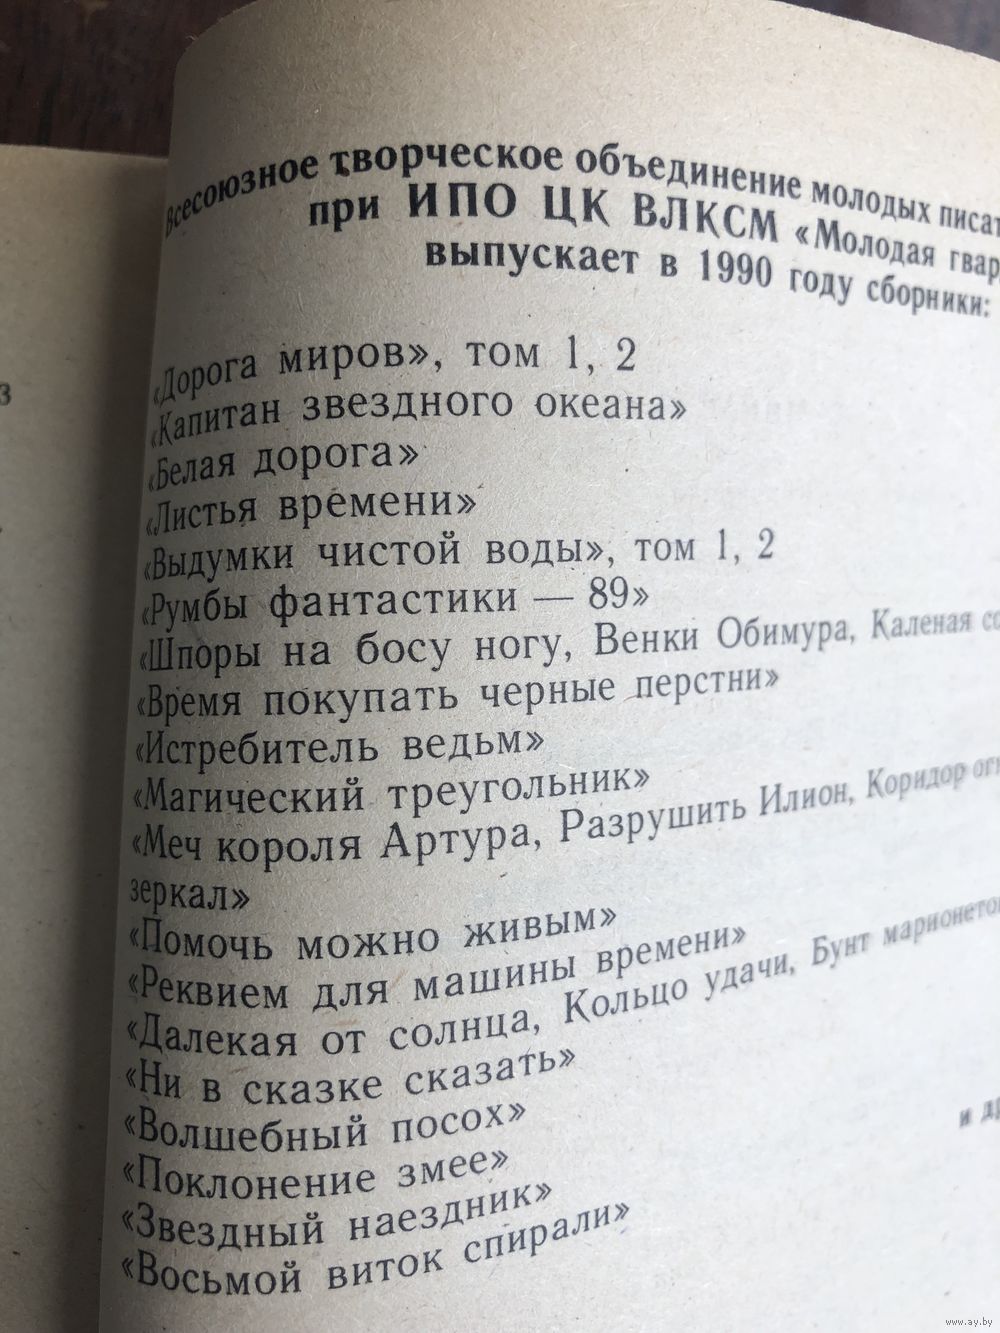 Всесоюзное творческое объединение молодых
при ИПО ЦК ВЛКСМ «Молодая
выпускает в 1990 году сборники:
«Дорога миров», том 1, 2
«Капитан звездного океана»
«Белая дорога»
«Листья времени»
«Выдумки чистой воды», том 1, 2
«Румбы фантастики — 89»
«Шпоры на босу ногу, Венки Обимура, Каленая
«Время покупать черные перстни»
«Истребитель ведьм»
«Магический треугольник»
«Меч короля Артура, Разрушить Илион, Коридор
зеркал»
«Помочь можно живым»
«Реквием для машины времени»
«Далекая от солнца, Кольцо удачи, Бунт
«Ни в сказке сказать»
и
«Волшебный посох»
«Поклонение змее»
«Звездный наездник»
«Восьмой виток спирали»
З
www.ay.by